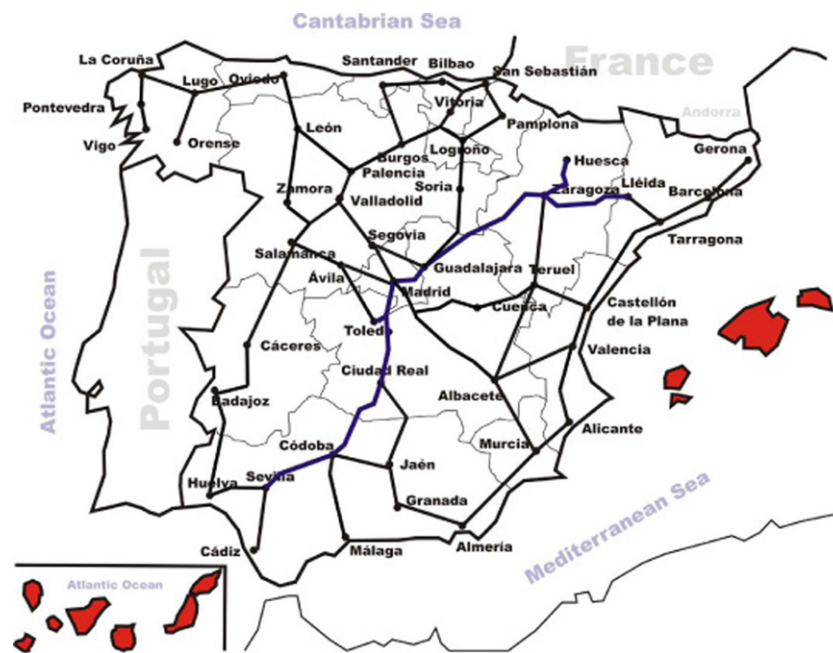 Cantabrian Sea
La Coruña
Lugo
Oviedo
Santander
Bilbao
San Sebastián
France
Pontevedra
Vigo
Orense
León
Vitoria
Pamplona
Andorra
Burgos
Palencia
Logroño
Huesca
Gerona
Zamora
Valladolid
Soria
Zaragoza
Lléida
Barcelona
Tarragona
Salamanca
Segovia
Ávila
Guadalajara
Madrid
Teruel
Cuenca
Castellón
de la Plana
Toledo
Valencia
Portugal
Atlantic Ocean
Cáceres
Ciudad Real
Badajoz
Albacete
Alicante
Córdoba
Murcia
Huelva
Sevilla
Jaén
Granada
Cádiz
Málaga
Almería
Mediterranean Sea
Atlantic Ocean